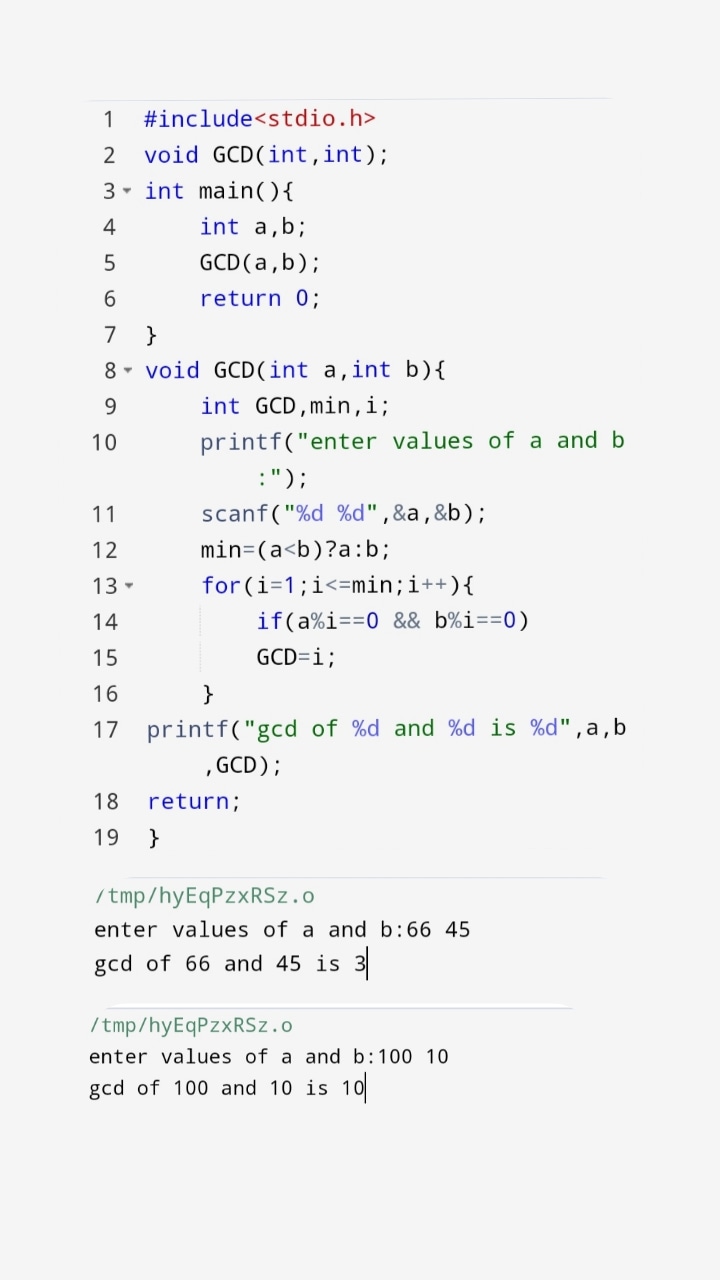 1 #include<stdio.h>
2 void GCD(int,int);
3 int main(){
4 int a,b;
5 GCD(a,b);
6 return 0;
7 }
8 void GCD(int a,int b){
9 int GCD,min,i;
10 printf("enter values of a and b
:");
11 scanf("%d %d",&a,&b);
12 min=(a<b)?a:b;
13 for(i=1;i<=min;i++){
14 if(a%i==0 && b%i==0)
15 GCD=i;
16 }
17 printf("gcd of %d and %d is %d",a,b
,GCD);
18 return;
19 }
/tmp/hyEqPzxRSz.o
enter values of a and b:66 45
gcd of 66 and 45 is 3
/tmp/hyEqPzxRSz.o
enter values of a and b:100 10
gcd of 100 and 10 is 10